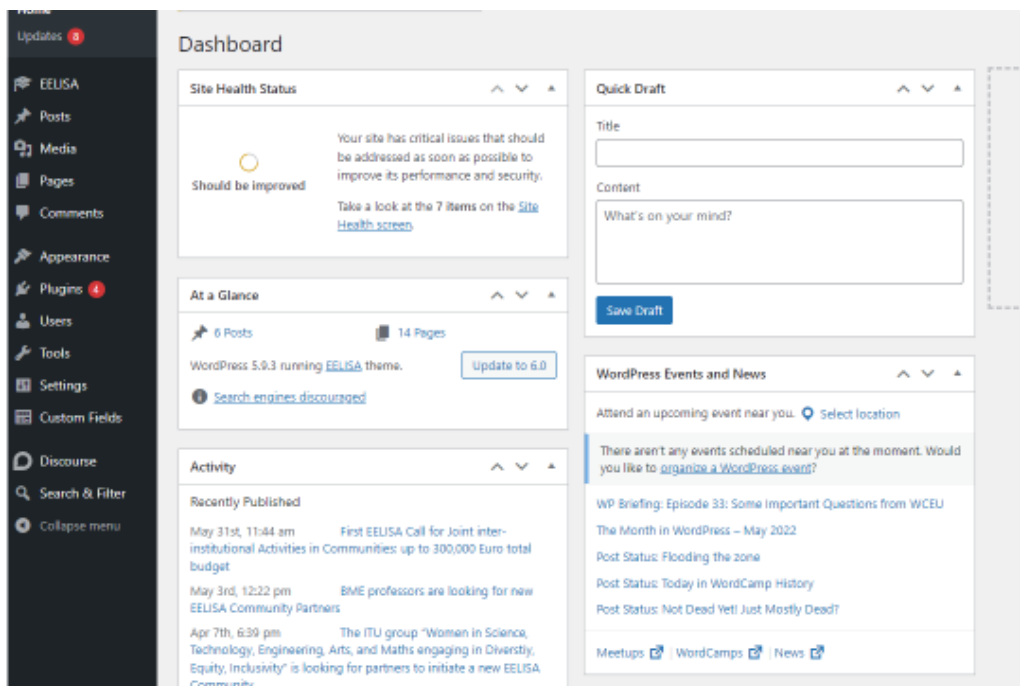 Home
Updates 8
EELISA
Posts
Media
Pages
Comments
Appearance
Plugins 4
Users
Tools
Settings
Custom Fields
Discourse
Search & Filter
Collapse menu
Dashboard
Site Health Status
Should be improved
Your site has critical issues that should
be addressed as soon as possible to
improve its performance and security.
Take a look at the 7 items on the Site
Health screen.
At a Glance
6 Posts
14 Pages
WordPress 5.9.3 running EELISA theme.
Update to 6.0
Search engines discouraged
Activity
Recently Published
May 31st, 11:44 am First EELISA Call for Joint inter-
institutional Activities in Communities: up to 300,000 Euro total
budget
May 3rd, 12:22 pm BME professors are looking for new
EELISA Community Partners
Apr 7th, 6:39 pm The ITU group "Women in Science,
Technology, Engineering, Arts, and Maths engaging in Diverstiy,
Equity, Inclusivity" is looking for partners to initiate a new EELISA
Community
Quick Draft
Title
Content
What's on your mind?
Save Draft
WordPress Events and News
Attend an upcoming event near you. Select location
There aren't any events scheduled near you at the moment. Would
you like to organize a WordPress event?
WP Briefing: Episode 33: Some Important Questions from WCEU
The Month in WordPress – May 2022
Post Status: Flooding the zone
Post Status: Today in WordCamp History
Post Status: Not Dead Yet! Just Mostly Dead?
Meetups | WordCamps | News